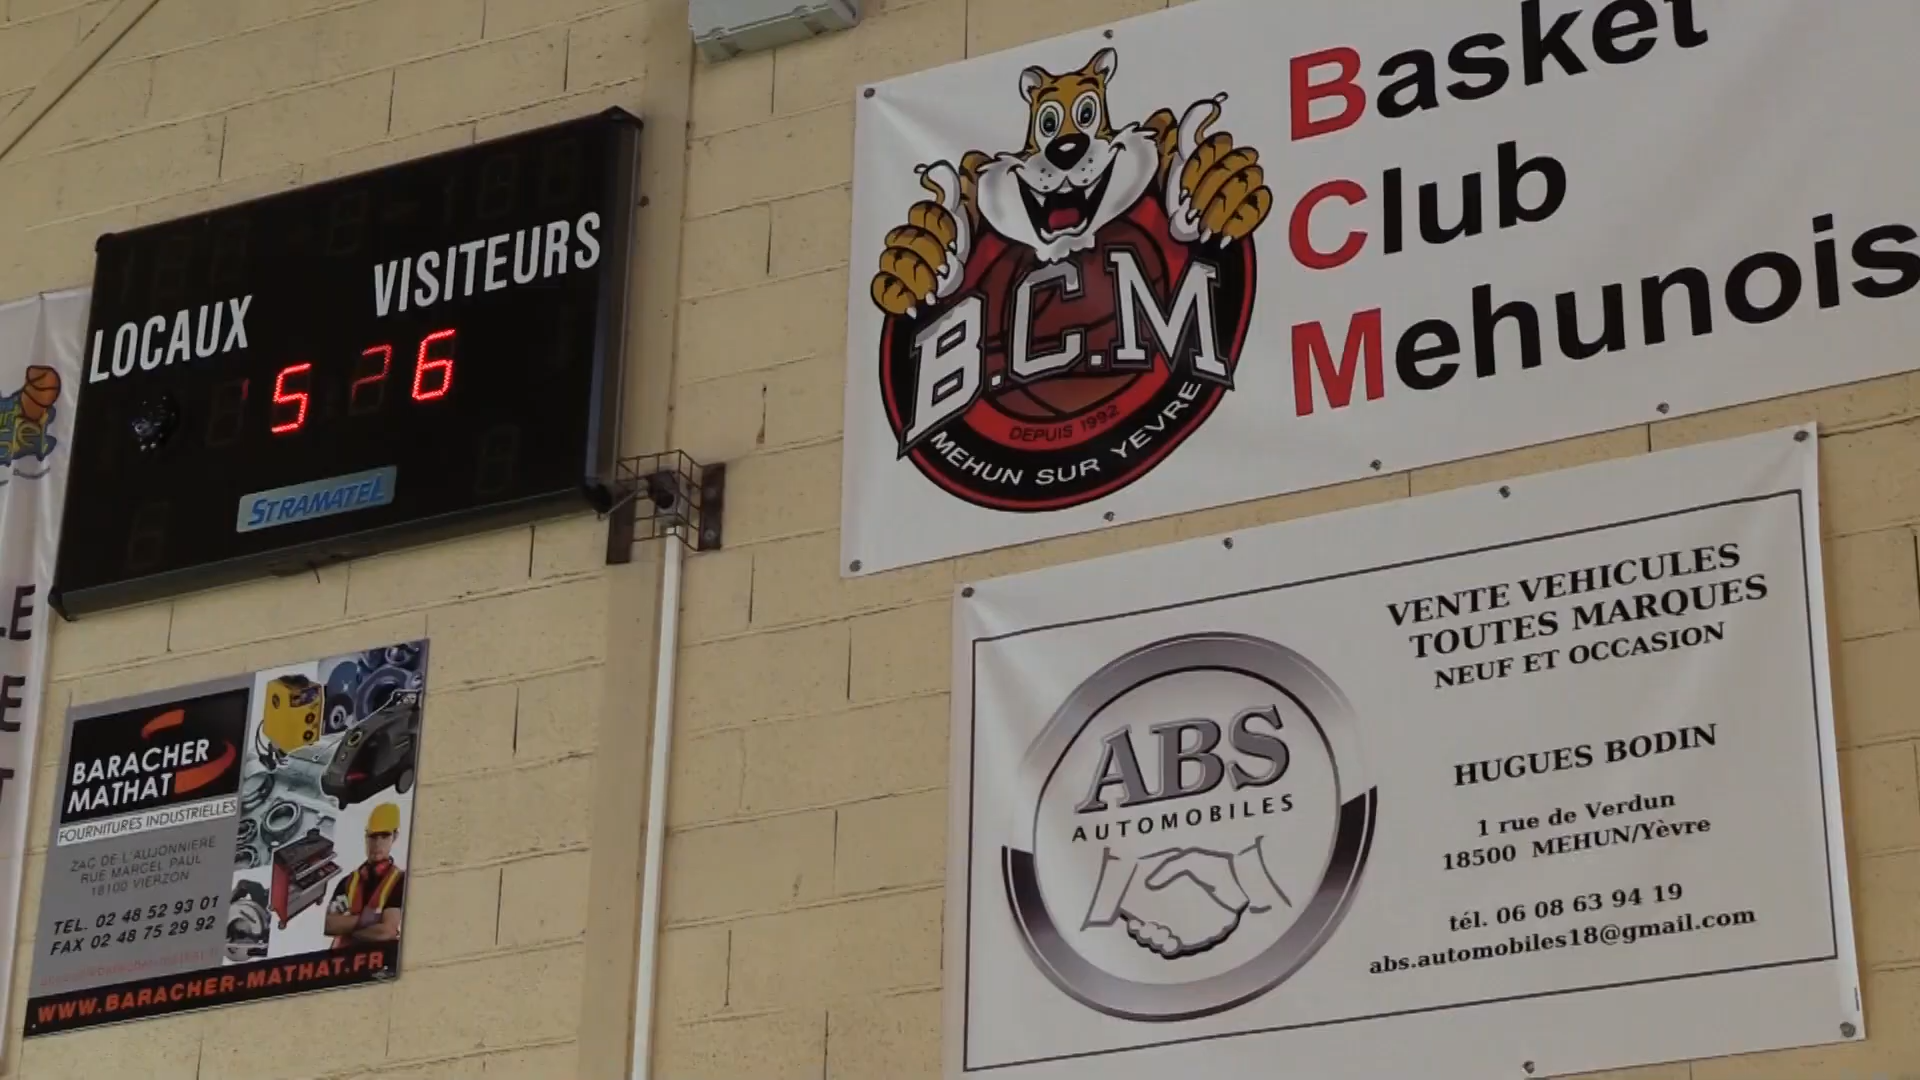 LOCAUX
VISITEURS
5 6
STRAMATEL
B.C.M
DEPUIS 1992
MEHUN SUR YEVRE
Basket
Club
Mehunois
BARACHER
MATHAT
FOURNITURES INDUSTRIELLES
ZAC DE L'AUJONNIERE
RUE MARCEL PAUL
18100 VIERZON
TEL. 02 48 52 93 01
FAX 02 48 75 29 92
WWW.BARACHER-MATHAT.FR
ABS
AUTOMOBILES
VENTE VEHICULES
TOUTES MARQUES
NEUF ET OCCASION
HUGUES BODIN
1 rue de Verdun
18500 MEHUN/Yèvre
tél. 06 08 63 94 19
abs.automobiles18@gmail.com